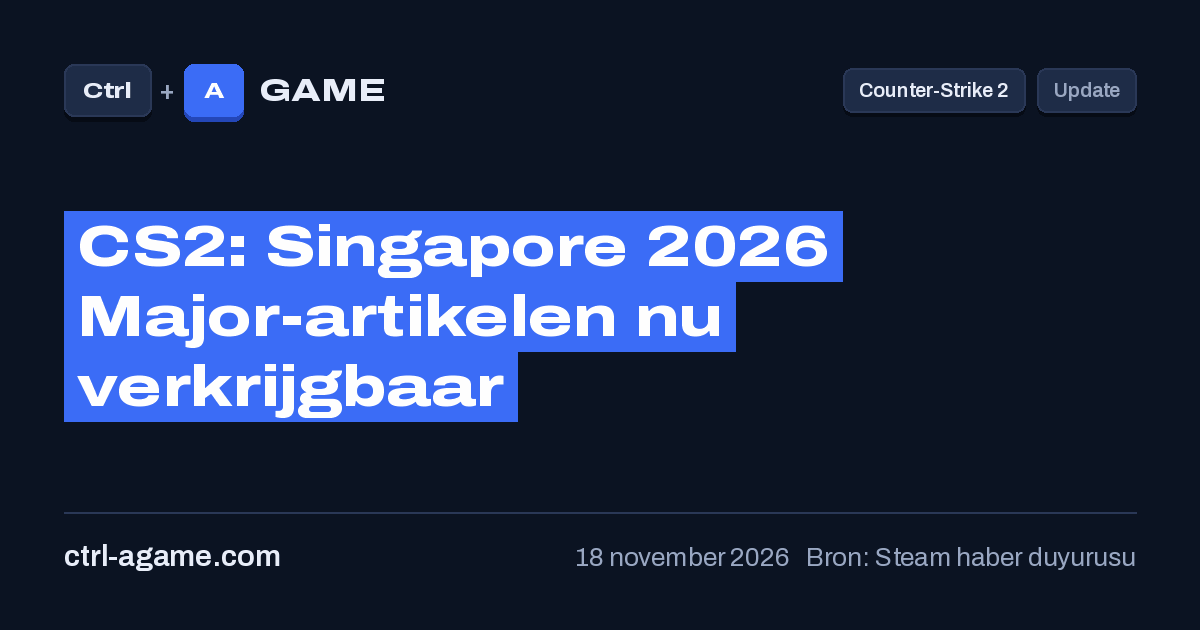 Ctrl + A GAME
Counter-Strike 2 Update
CS2: Singapore 2026
Major-artikelen nu
verkrijgbaar
ctrl-agame.com
18 november 2026 Bron: Steam haber duyurusu